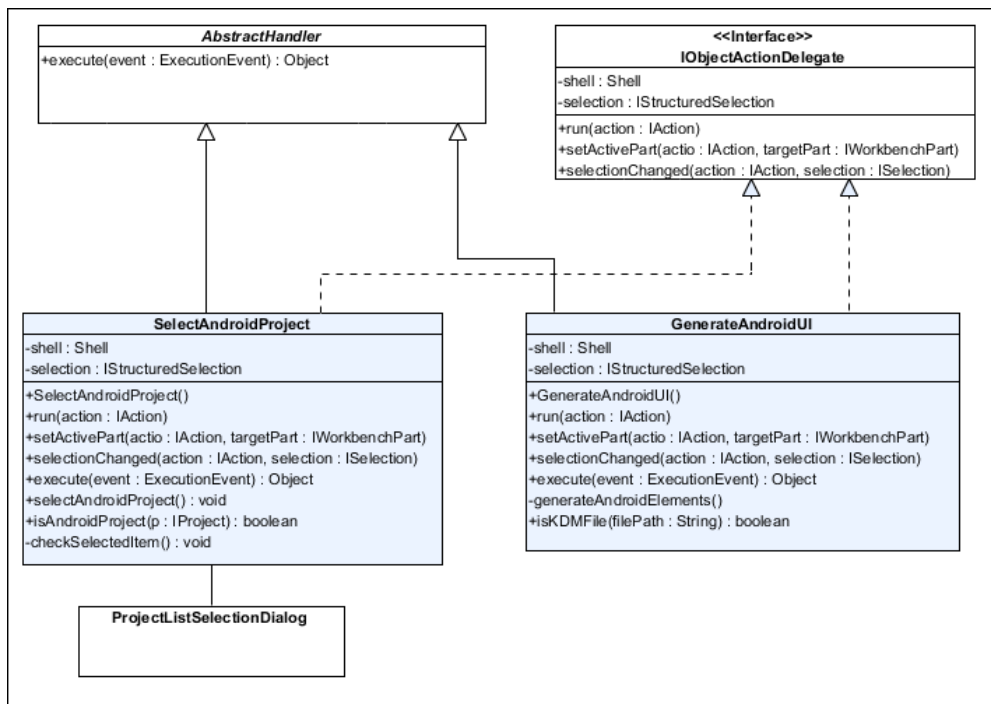 AbstractHandler
+execute(event : ExecutionEvent) : Object
<<Interface>>
IObjectActionDelegate
-shell : Shell
-selection : IStructuredSelection
+run(action : IAction)
+setActivePart(actio : IAction, targetPart : IWorkbenchPart)
+selectionChanged(action : IAction, selection : ISelection)
SelectAndroidProject
-shell : Shell
-selection : IStructuredSelection
+SelectAndroidProject()
+run(action : IAction)
+setActivePart(actio : IAction, targetPart : IWorkbenchPart)
+selectionChanged(action : IAction, selection : ISelection)
+execute(event : ExecutionEvent) : Object
+selectAndroidProject() : void
+isAndroidProject(p : IProject) : boolean
-checkSelectedItem() : void
GenerateAndroidUI
-shell : Shell
-selection : IStructuredSelection
+GenerateAndroidUI()
+run(action : IAction)
+setActivePart(actio : IAction, targetPart : IWorkbenchPart)
+selectionChanged(action : IAction, selection : ISelection)
+execute(event : ExecutionEvent) : Object
-generateAndroidElements()
+isKDMFile(filePath : String) : boolean
ProjectListSelectionDialog